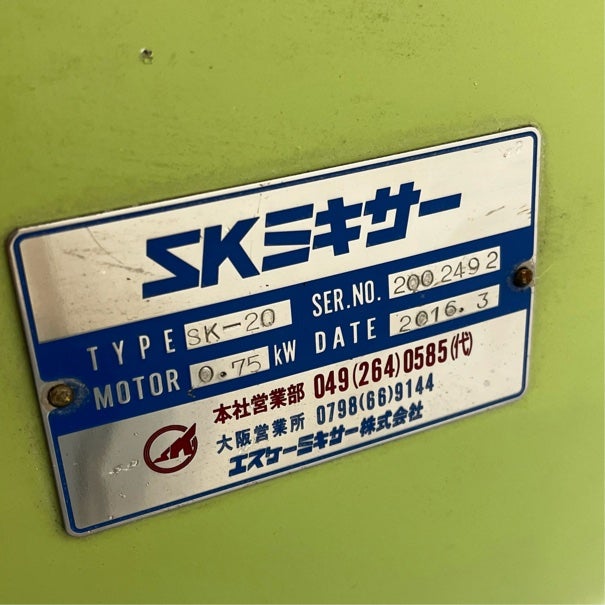 SKミキサー
TYPE SK-20 SER.NO. 2002492
MOTOR 0.75 kW DATE 2016.3
本社営業部 049(264)0585(代)
大阪営業所 0798(66)9144
エスケーミキサー株式会社